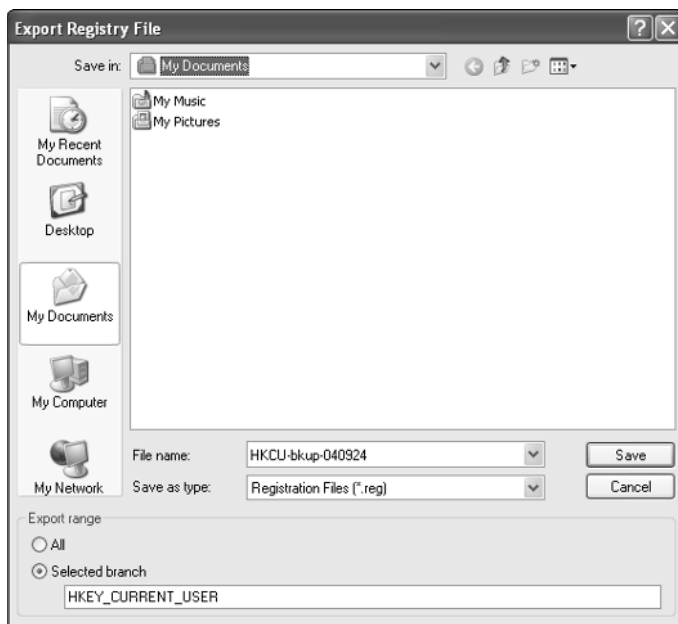 Export Registry File
Save in: My Documents
My Recent
Documents
Desktop
My Documents
My Computer
My Network
My Music
My Pictures
File name: HKCU-bkup-040924 Save
Save as type: Registration Files (*.reg) Cancel
Export range
All
Selected branch
HKEY_CURRENT_USER